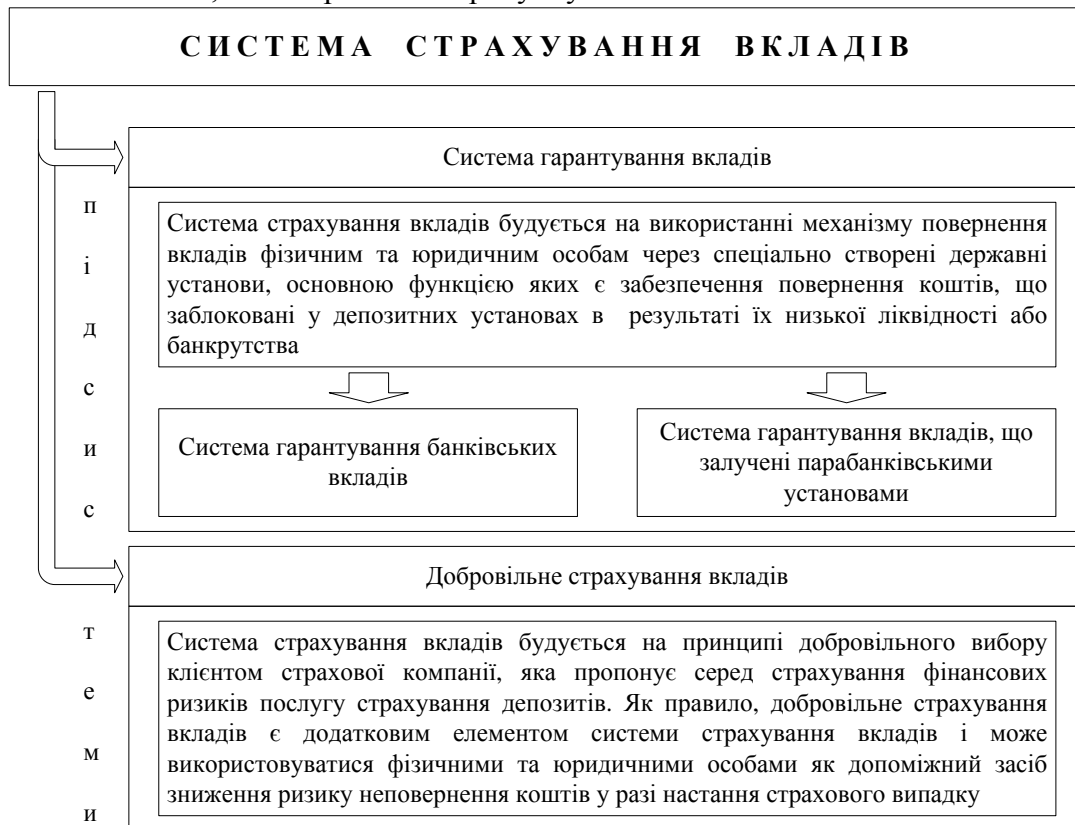 СИСТЕМА СТРАХУВАННЯ ВКЛАДІВ
Система гарантування вкладів
Система страхування вкладів будується на використанні механізму повернення
вкладів фізичним та юридичним особам через спеціально створені державні
установи, основною функцією яких є забезпечення повернення коштів, що
заблоковані у депозитних установах в результаті їх низької ліквідності або
банкрутства
Система гарантування банківських
вкладів
Система гарантування вкладів, що
залучені парабанківськими
установами
Добровільне страхування вкладів
Система страхування вкладів будується на принципі добровільного вибору
клієнтом страхової компанії, яка пропонує серед страхування фінансових
ризиків послугу страхування депозитів. Як правило, добровільне страхування
вкладів є додатковим елементом системи страхування вкладів і може
використовуватися фізичними та юридичними особами як допоміжний засіб
зниження ризику неповернення коштів у разі настання страхового випадку
п
і
д
с
и
с
т
е
м
и